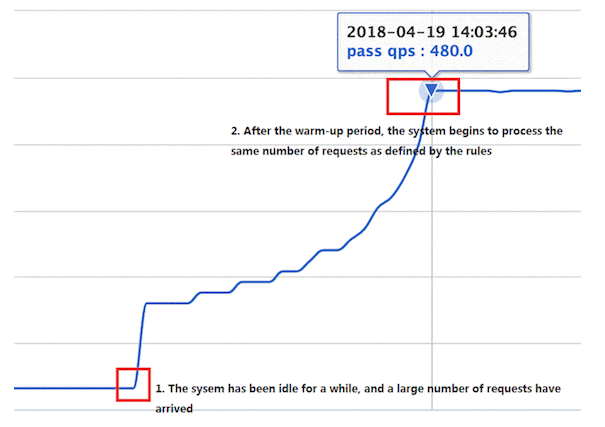 2018-04-19 14:03:46
pass qps : 480.0
2. After the warm-up period, the system begins to process the
same number of requests as defined by the rules
1. The sysem has been idle for a while, and a large number of requests have
arrived